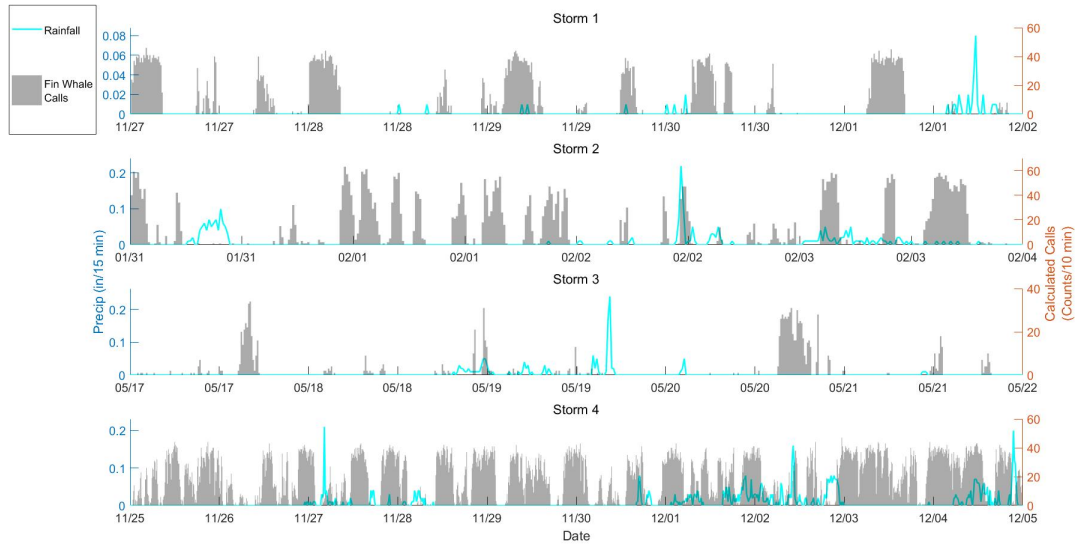 Rainfall
Fin Whale
Calls
Storm 1
0.08
0.06
0.04
0.02
0
60
40
20
0
11/27 11/27 11/28 11/28 11/29 11/29 11/30 11/30 12/01 12/01 12/02
Storm 2
0.2
0.1
0
60
40
20
0
01/31 01/31 02/01 02/01 02/02 02/02 02/03 02/03 02/04
Precip (in/15 min)
Calculated Calls
(Counts/10 min)
Storm 3
0.2
0.1
0
40
20
0
05/17 05/17 05/18 05/18 05/19 05/19 05/20 05/20 05/21 05/21 05/22
Storm 4
0.2
0.1
0
60
40
20
0
11/25 11/26 11/27 11/28 11/29 11/30 12/01 12/02 12/03 12/04 12/05
Date